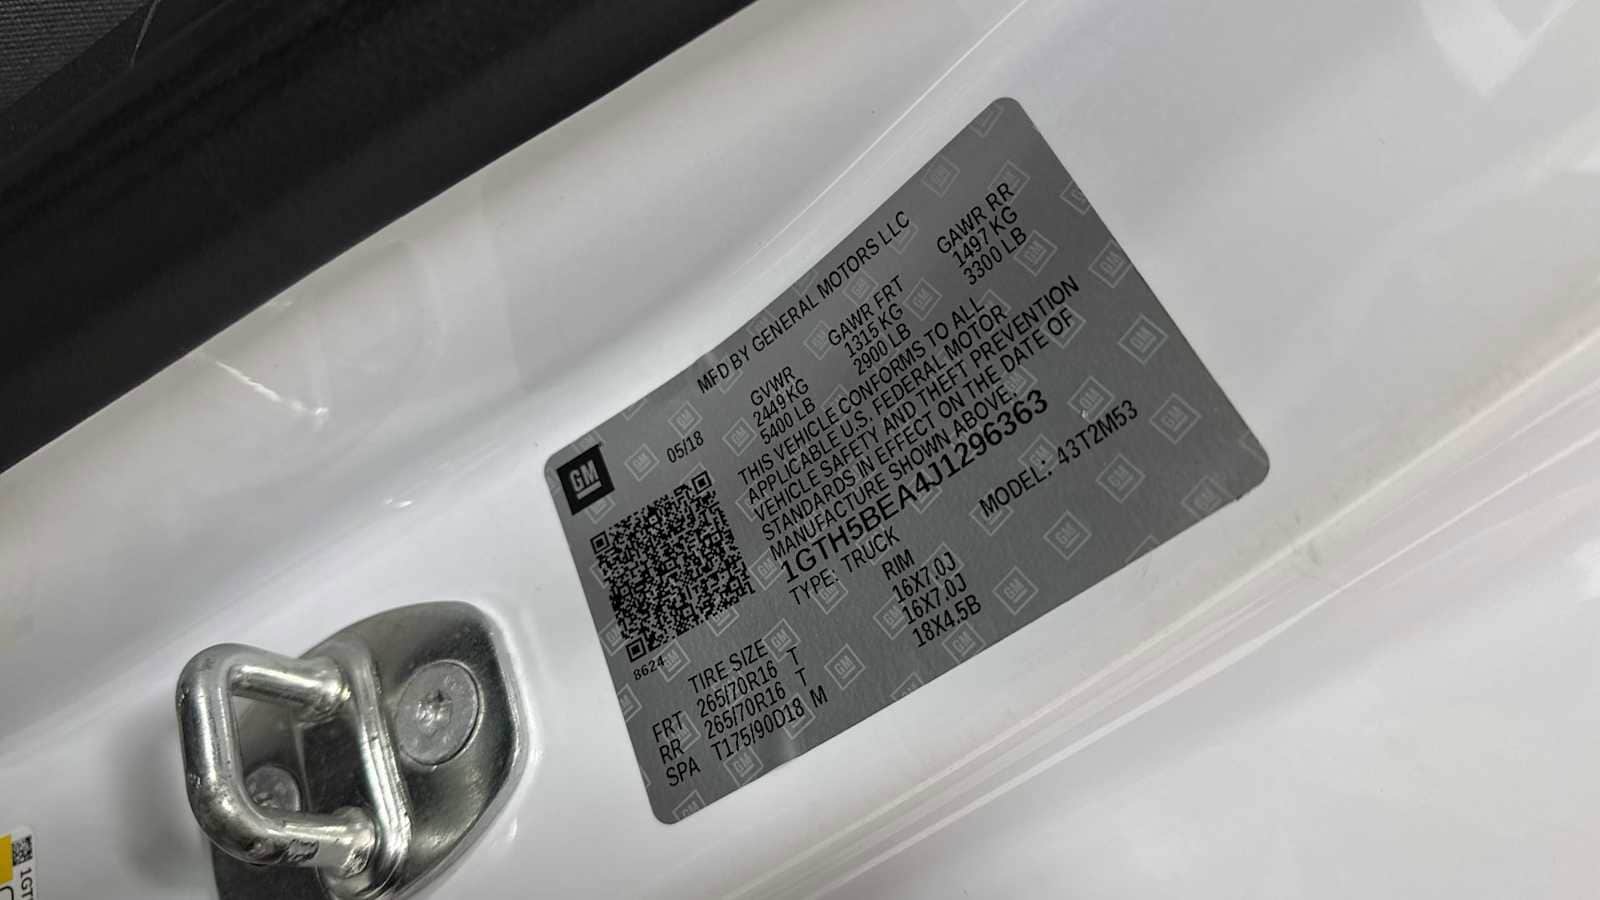 GM
MFD BY GENERAL MOTORS LLC
05/18
GVWR GAWR FRT GAWR RR
2449 KG 1315 KG 1497 KG
5400 LB 2900 LB 3300 LB
THIS VEHICLE CONFORMS TO ALL
APPLICABLE U.S. FEDERAL MOTOR
VEHICLE SAFETY AND THEFT PREVENTION
STANDARDS IN EFFECT ON THE DATE OF
MANUFACTURE SHOWN ABOVE.
1GTH5BEA4J1296363
TYPE: TRUCK MODEL: 43T2M53
8624
TIRE SIZE RIM
FRT 265/70R16 T 16X7.0J
RR 265/70R16 T 16X7.0J
SPA T175/90D18 M 18X4.5B
1GT